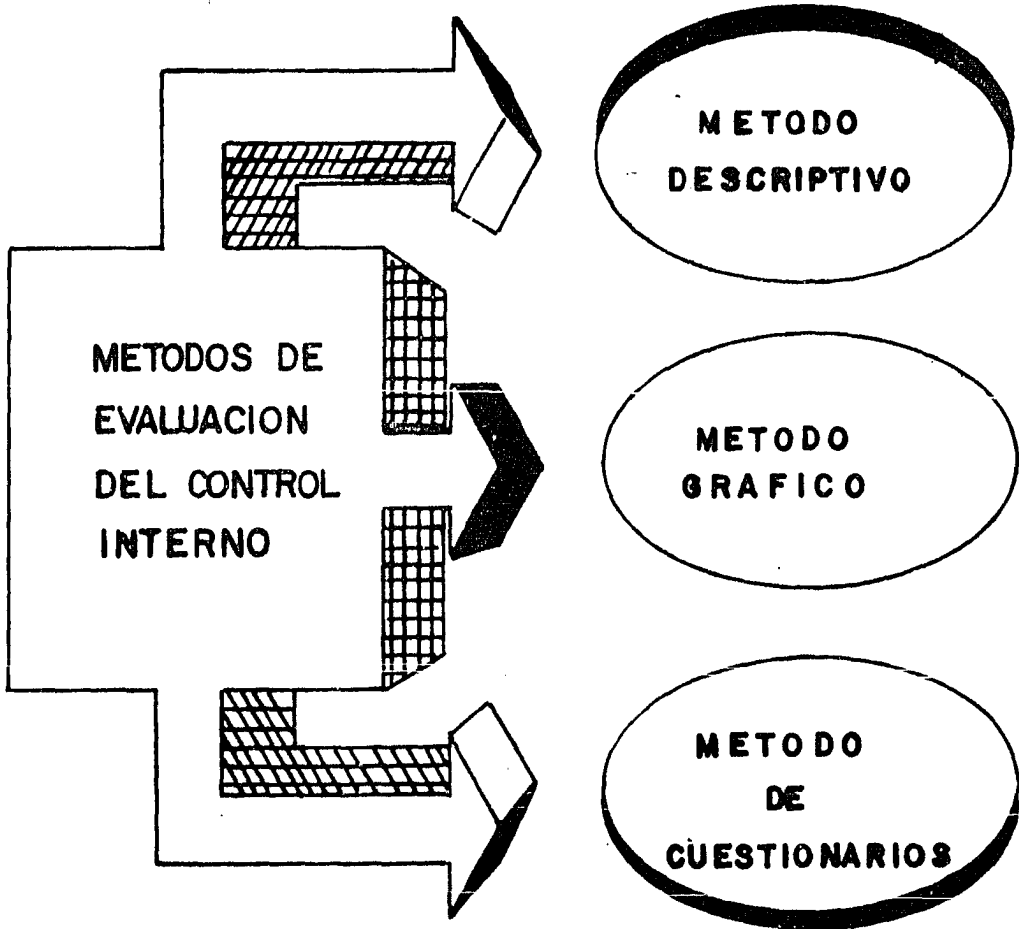 METODOS DE
EVALUACION
DEL CONTROL
INTERNO
METODO
DESCRIPTIVO
METODO
GRAFICO
METODO
DE
CUESTIONARIOS